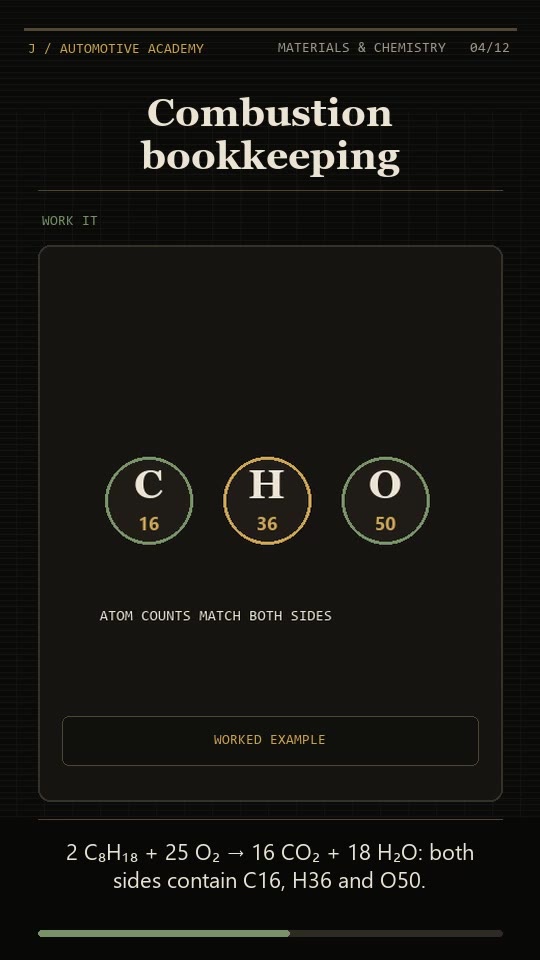 J / AUTOMOTIVE ACADEMY MATERIALS & CHEMISTRY 04/12
Combustion
bookkeeping
WORK IT
C H O
16 36 50
ATOM COUNTS MATCH BOTH SIDES
WORKED EXAMPLE
2 C₈H₁₈ + 25 O₂ → 16 CO₂ + 18 H₂O: both
sides contain C16, H36 and O50.